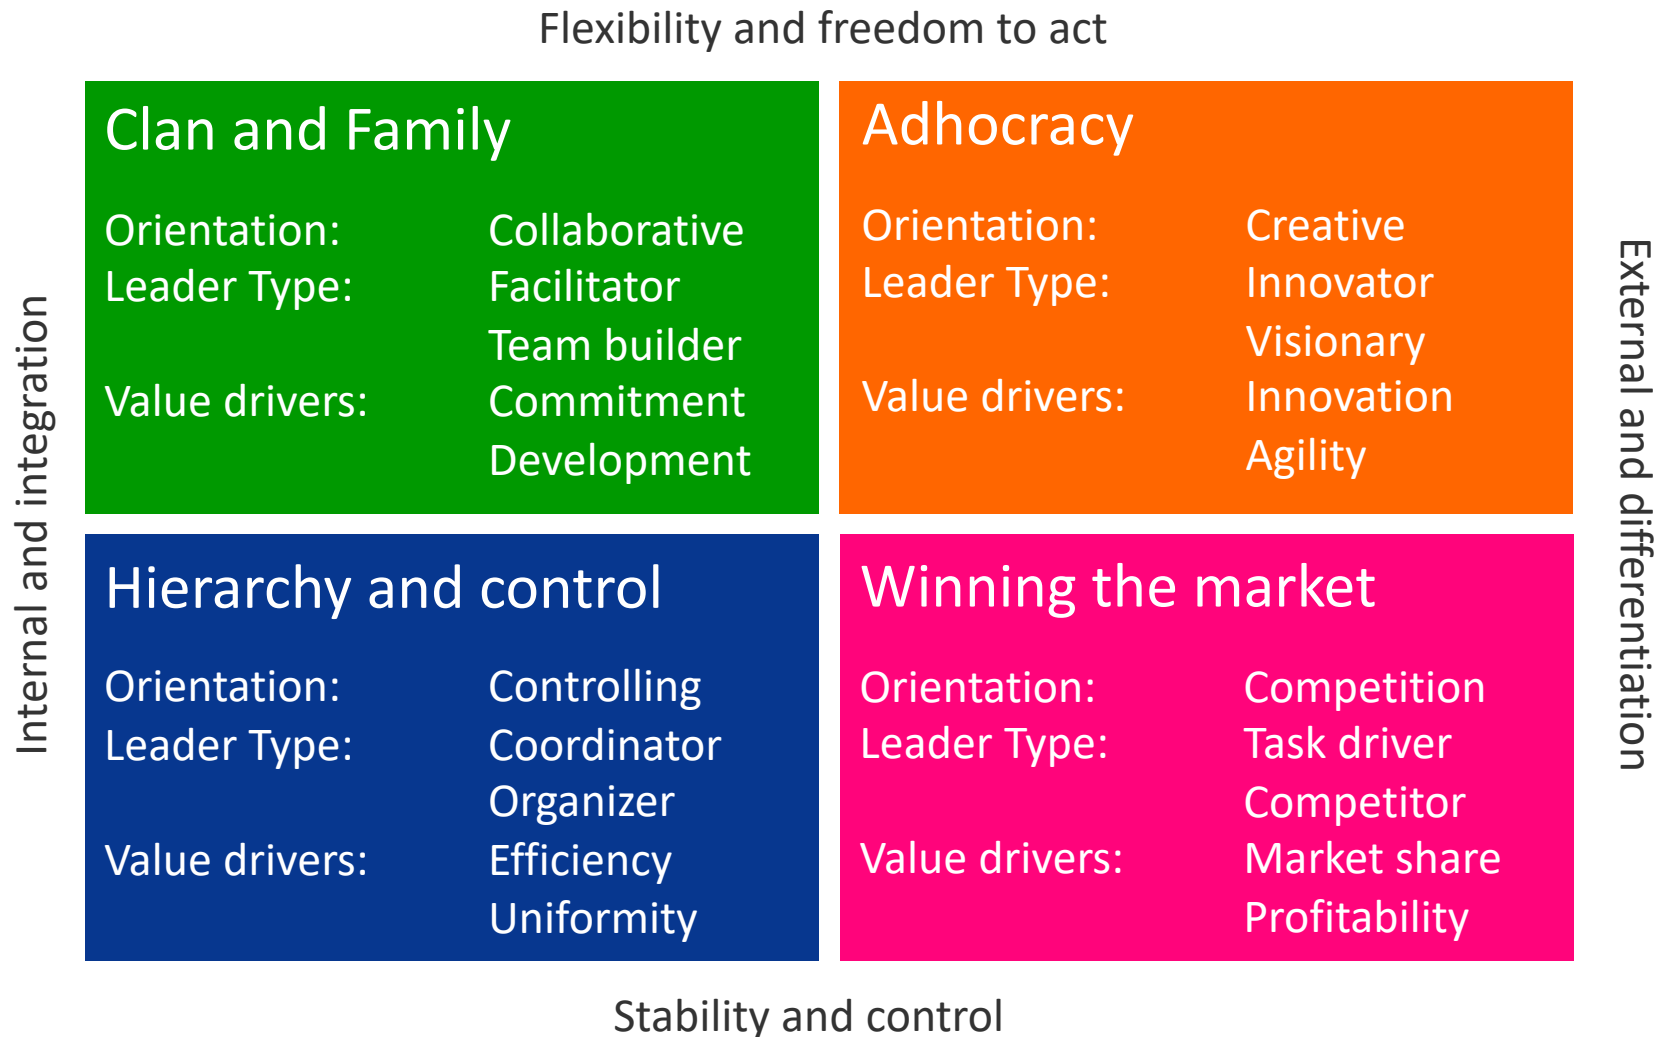 Flexibility and freedom to act
Clan and Family
Orientation: Collaborative
Leader Type: Facilitator
Team builder
Value drivers: Commitment
Development
Adhocracy
Orientation: Creative
Leader Type: Innovator
Visionary
Value drivers: Innovation
Agility
Internal and integration
External and differentiation
Hierarchy and control
Orientation: Controlling
Leader Type: Coordinator
Organizer
Value drivers: Efficiency
Uniformity
Winning the market
Orientation: Competition
Leader Type: Task driver
Competitor
Value drivers: Market share
Profitability
Stability and control